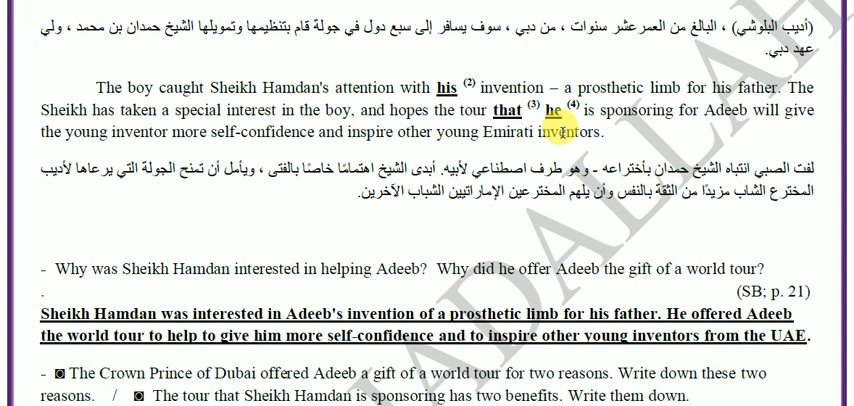 (أديب البلوشي) ، البالغ من العمرعشر سنوات ، من دبي ، سوف يسافر إلى سبع دول في جولة قام بتنظيمها وتمويلها الشيخ حمدان بن محمد ، ولي
عهد دبي.
The boy caught Sheikh Hamdan's attention with his (2) invention – a prosthetic limb for his father. The
Sheikh has taken a special interest in the boy, and hopes the tour that (3) he (4) is sponsoring for Adeeb will give
the young inventor more self-confidence and inspire other young Emirati inventors.
لفت الصبي انتباه الشيخ حمدان بأختراعه - وهو طرف اصطناعي لأبيه. أبدى الشيخ اهتمامًا خاصًا بالفتى ، ويأمل أن تمنح الجولة التي يرعاها لأديب
المخترع الشاب مزيدًا من الثقة بالنفس وأن يلهم المخترعين الإماراتيين الشباب الآخرين.
- Why was Sheikh Hamdan interested in helping Adeeb? Why did he offer Adeeb the gift of a world tour?
. (SB; p. 21)
Sheikh Hamdan was interested in Adeeb's invention of a prosthetic limb for his father. He offered Adeeb
the world tour to help to give him more self-confidence and to inspire other young inventors from the UAE.
- ◙ The Crown Prince of Dubai offered Adeeb a gift of a world tour for two reasons. Write down these two
reasons. / ◙ The tour that Sheikh Hamdan is sponsoring has two benefits. Write them down.
ADALLAH